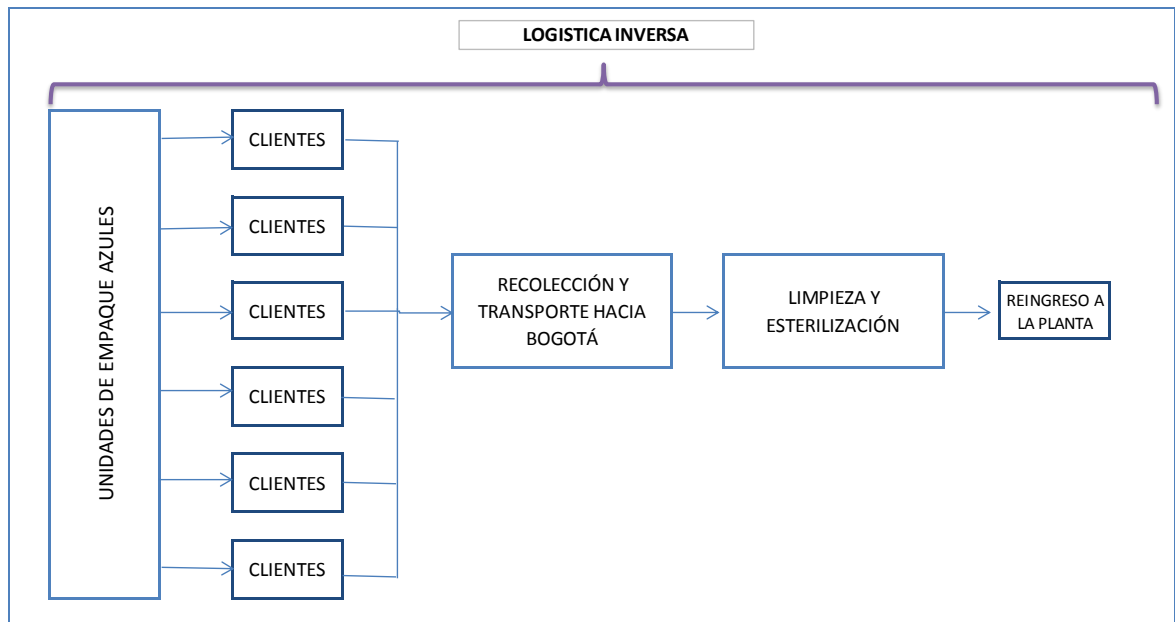 LOGISTICA INVERSA
UNIDADES DE EMPAQUE AZULES
CLIENTES
CLIENTES
CLIENTES
CLIENTES
CLIENTES
CLIENTES
RECOLECCIÓN Y
TRANSPORTE HACIA
BOGOTÁ
LIMPIEZA Y
ESTERILIZACIÓN
REINGRESO A
LA PLANTA